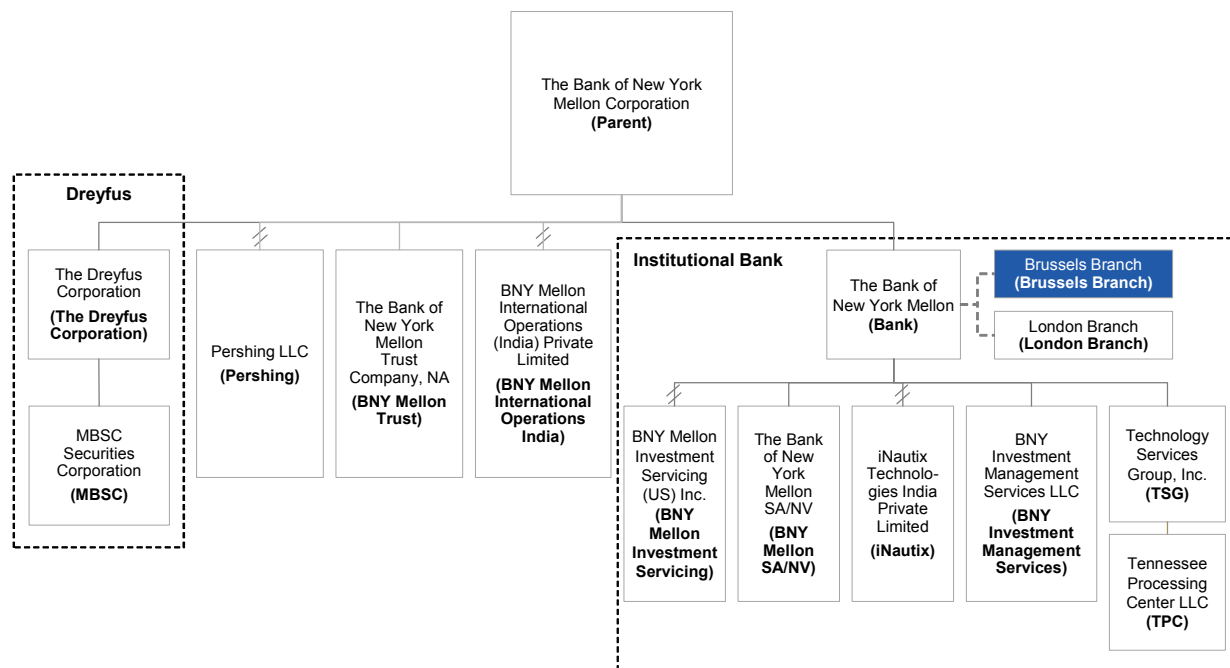 The Bank of New York
Mellon Corporation
(Parent)
Dreyfus
The Dreyfus
Corporation
(The Dreyfus
Corporation)
MBSC
Securities
Corporation
(MBSC)
Pershing LLC
(Pershing)
The Bank of
New York
Mellon
Trust
Company, NA
(BNY Mellon
Trust)
BNY Mellon
International
Operations
(India) Private
Limited
(BNY Mellon
International
Operations
India)
Institutional Bank
The Bank of
New York Mellon
(Bank)
Brussels Branch
(Brussels Branch)
London Branch
(London Branch)
BNY Mellon
Investment
Servicing
(US) Inc.
(BNY
Mellon
Investment
Servicing)
The Bank
of New
York
Mellon
SA/NV
(BNY
Mellon
SA/NV)
iNautix
Technolo-
gies India
Private
Limited
(iNautix)
BNY
Investment
Management
Services LLC
(BNY
Investment
Management
Services)
Technology
Services
Group, Inc.
(TSG)
Tennessee
Processing
Center LLC
(TPC)